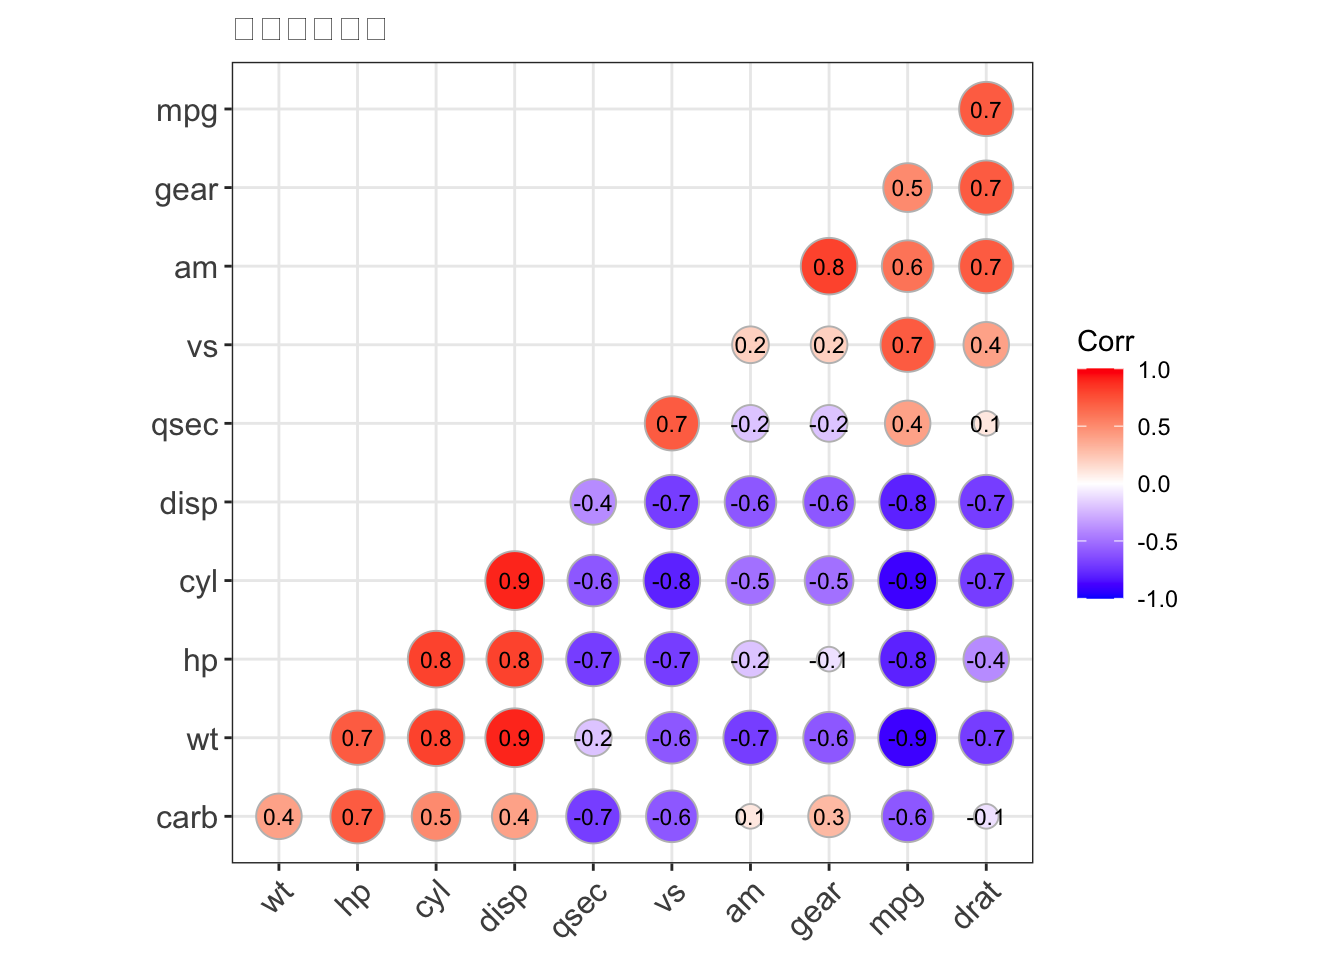 mpg 0.7
gear 0.5 0.7
am 0.8 0.6 0.7
vs 0.2 0.2 0.7 0.4
qsec 0.7 -0.2 -0.2 0.4 0.1
disp -0.4 -0.7 -0.6 -0.6 -0.8 -0.7
cyl 0.9 -0.6 -0.8 -0.5 -0.5 -0.9 -0.7
hp 0.8 0.8 -0.7 -0.7 -0.2 -0.1 -0.8 -0.4
wt 0.7 0.8 0.9 -0.2 -0.6 -0.7 -0.6 -0.9 -0.7
carb 0.4 0.7 0.5 0.4 -0.7 -0.6 0.1 0.3 -0.6 -0.1
wt hp cyl disp qsec vs am gear mpg drat
Corr
1.0
0.5
0.0
-0.5
-1.0